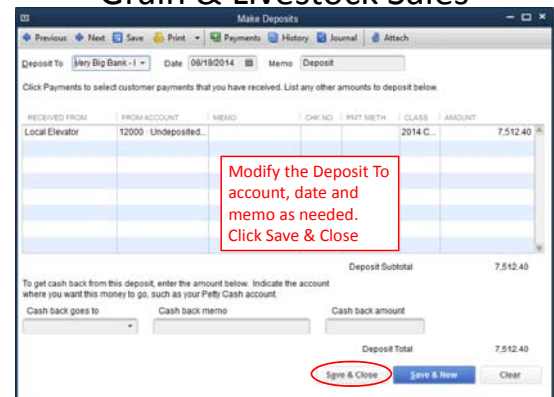 Grain & Livestock Sales
Make Deposits
Previous Next Save Print Payments History Journal Attach
Deposit To Very Big Bank - I Date 08/19/2014 Memo Deposit
Click Payments to select customer payments that you have received. List any other amounts to deposit below.
RECEIVED FROM FROM ACCOUNT MEMO CHK NO. PMT METH. CLASS AMOUNT
Local Elevator 12000 · Undeposited... 2014 C... 7,512.40
Modify the Deposit To
account, date and
memo as needed.
Click Save & Close
Deposit Subtotal 7,512.40
To get cash back from this deposit, enter the amount below. Indicate the account
where you want this money to go, such as your Petty Cash account.
Cash back goes to Cash back memo Cash back amount
Deposit Total 7,512.40
Save & Close Save & New Clear